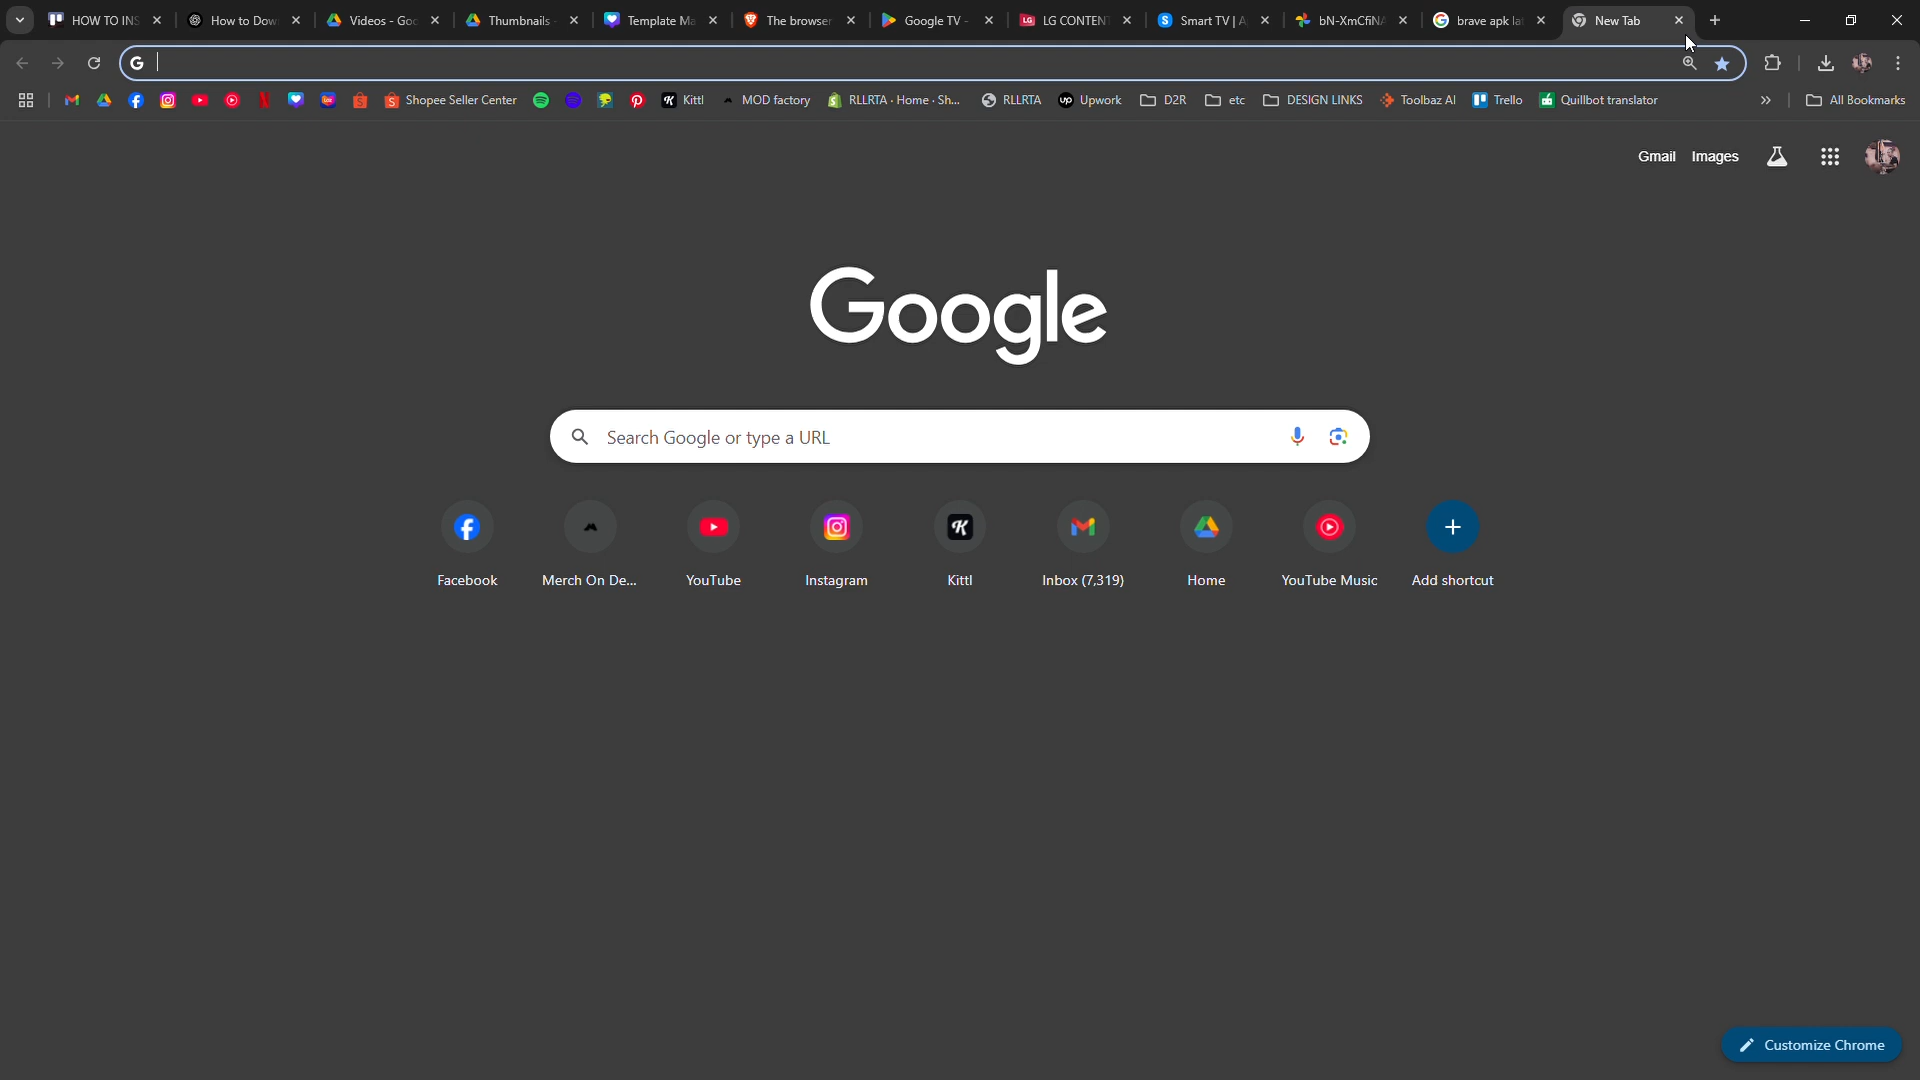 HOW TO INS
How to Dow
Videos - Goo
Thumbnails -
Template Ma
The browser
Google TV -
LG CONTENT
Smart TV | A
bN-XmCfiNA
brave apk la
New Tab
Shopee Seller Center
Kittl
MOD factory
RLLRTA · Home · Sh...
RLLRTA
Upwork
D2R
etc
DESIGN LINKS
Toolbaz AI
Trello
Quillbot translator
All Bookmarks
Gmail Images
Google
Search Google or type a URL
Facebook
Merch On De...
YouTube
Instagram
Kittl
Inbox (7,319)
Home
YouTube Music
Add shortcut
Customize Chrome